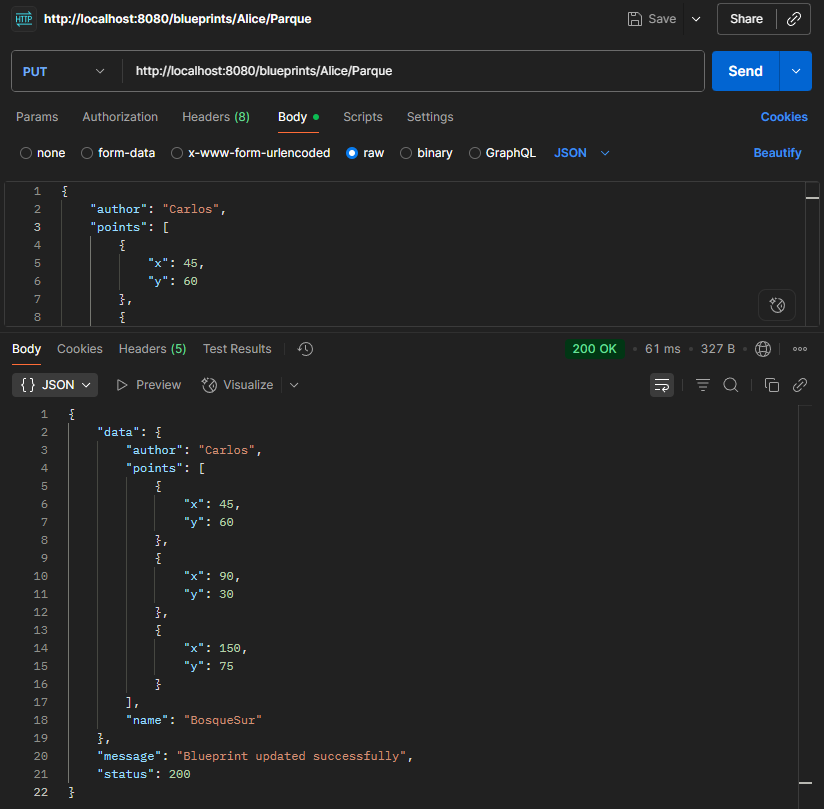 HTTP http://localhost:8080/blueprints/Alice/Parque Save Share
PUT http://localhost:8080/blueprints/Alice/Parque Send
Params Authorization Headers (8) Body Scripts Settings Cookies
none form-data x-www-form-urlencoded raw binary GraphQL JSON Beautify
1 {
2 "author": "Carlos",
3 "points": [
4 {
5 "x": 45,
6 "y": 60
7 },
8 {
Body Cookies Headers (5) Test Results 200 OK • 61 ms • 327 B
{} JSON Preview Visualize
1 {
2 "data": {
3 "author": "Carlos",
4 "points": [
5 {
6 "x": 45,
7 "y": 60
8 },
9 {
10 "x": 90,
11 "y": 30
12 },
13 {
14 "x": 150,
15 "y": 75
16 }
17 ],
18 "name": "BosqueSur"
19 },
20 "message": "Blueprint updated successfully",
21 "status": 200
22 }